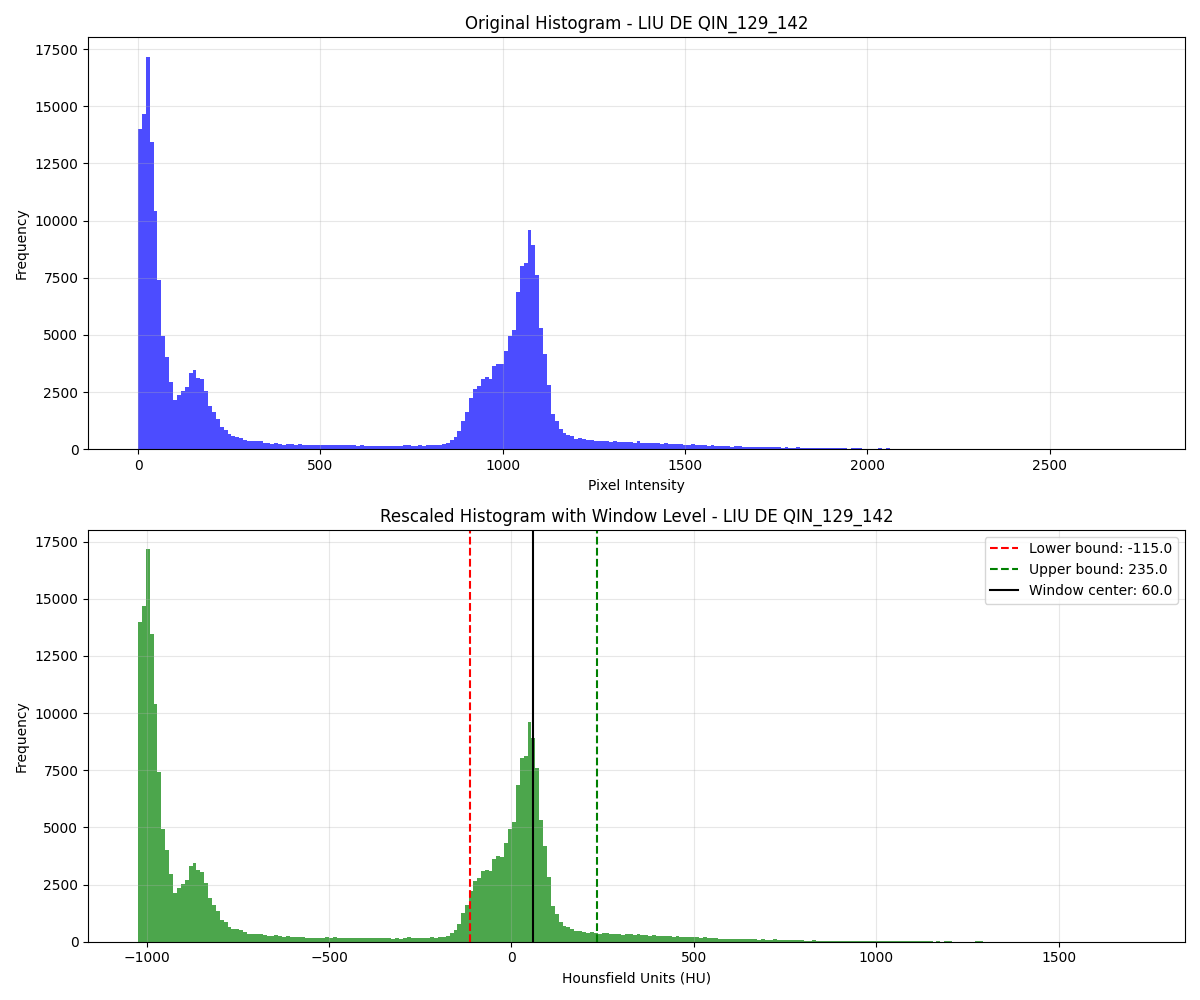 Original Histogram - LIU DE QIN_129_142
17500
15000
12500
10000
7500
5000
2500
0
Frequency
0 500 1000 1500 2000 2500
Pixel Intensity
Rescaled Histogram with Window Level - LIU DE QIN_129_142
Lower bound: -115.0
Upper bound: 235.0
Window center: 60.0
17500
15000
12500
10000
7500
5000
2500
0
Frequency
−1000 −500 0 500 1000 1500
Hounsfield Units (HU)